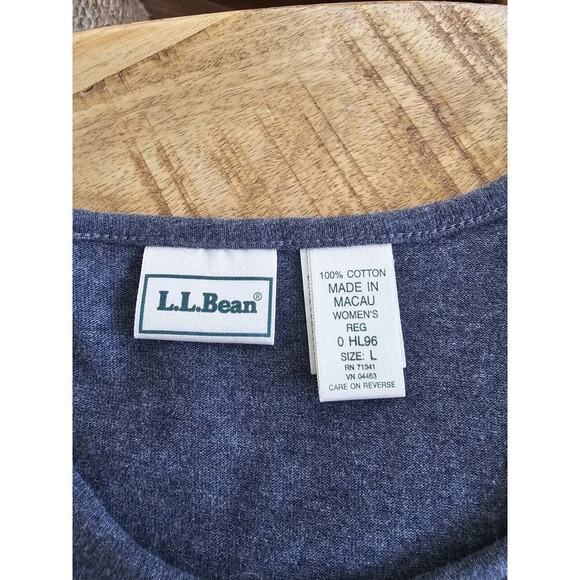 L.L.Bean®
100% COTTON
MADE IN
MACAU
WOMEN'S
REG
0 HL96
SIZE: L
RN 71341
VN 04463
CARE ON REVERSE